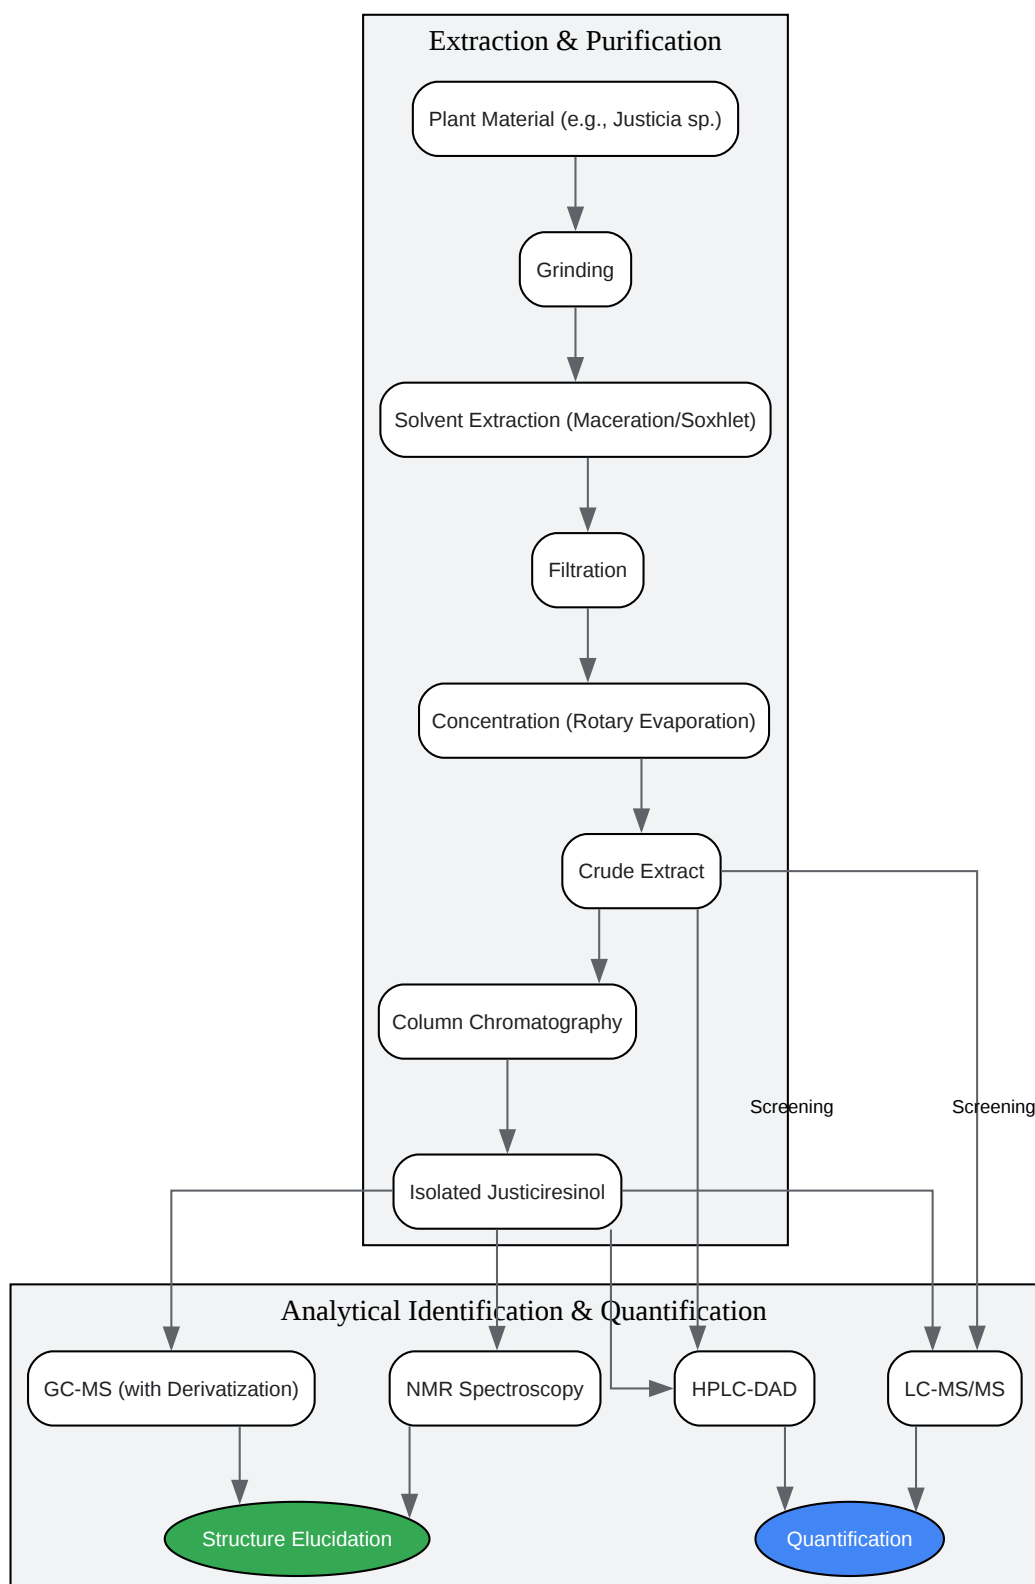 Extraction & Purification
Plant Material (e.g., Justicia sp.)
Grinding
Solvent Extraction (Maceration/Soxhlet)
Filtration
Concentration (Rotary Evaporation)
Crude Extract
Column Chromatography
Screening
Screening
Isolated Justiciresinol
Analytical Identification & Quantification
GC-MS (with Derivatization)
NMR Spectroscopy
HPLC-DAD
LC-MS/MS
Structure Elucidation
Quantification